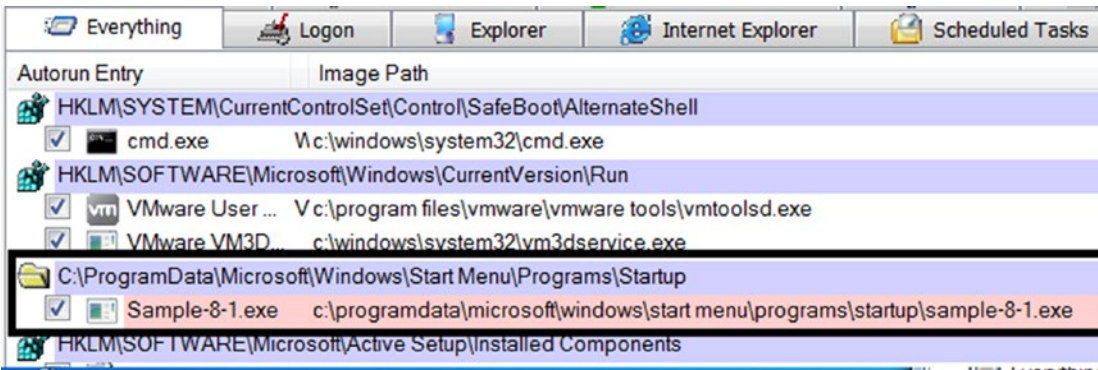 Everything Logon Explorer Internet Explorer Scheduled Tasks
Autorun Entry Image Path
HKLM\SYSTEM\CurrentControlSet\Control\SafeBoot\AlternateShell
cmd.exe c:\windows\system32\cmd.exe
HKLM\SOFTWARE\Microsoft\Windows\CurrentVersion\Run
VMware User ... V c:\program files\vmware\vmware tools\vmtoolsd.exe
VMware VM3D... c:\windows\system32\vm3dservice.exe
C:\ProgramData\Microsoft\Windows\Start Menu\Programs\Startup
Sample-8-1.exe c:\programdata\microsoft\windows\start menu\programs\startup\sample-8-1.exe
HKLM\SOFTWARE\Microsoft\Active Setup\Installed Components